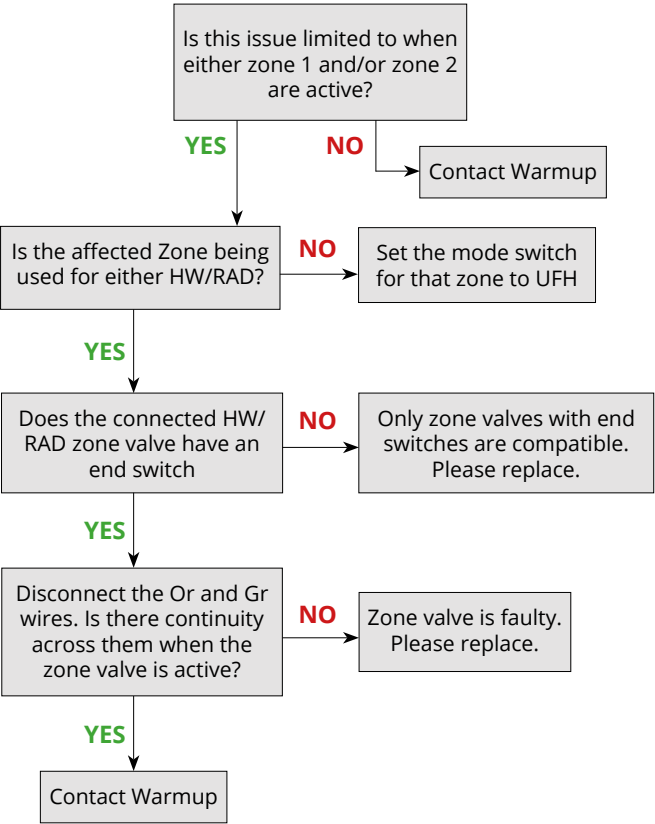 Is this issue limited to when
either zone 1 and/or zone 2
are active?
YES
NO
Contact Warmup
Is the affected Zone being
used for either HW/RAD?
NO
Set the mode switch
for that zone to UFH
YES
Does the connected HW/
RAD zone valve have an
end switch
NO
Only zone valves with end
switches are compatible.
Please replace.
YES
Disconnect the Or and Gr
wires. Is there continuity
across them when the
zone valve is active?
NO
Zone valve is faulty.
Please replace.
YES
Contact Warmup